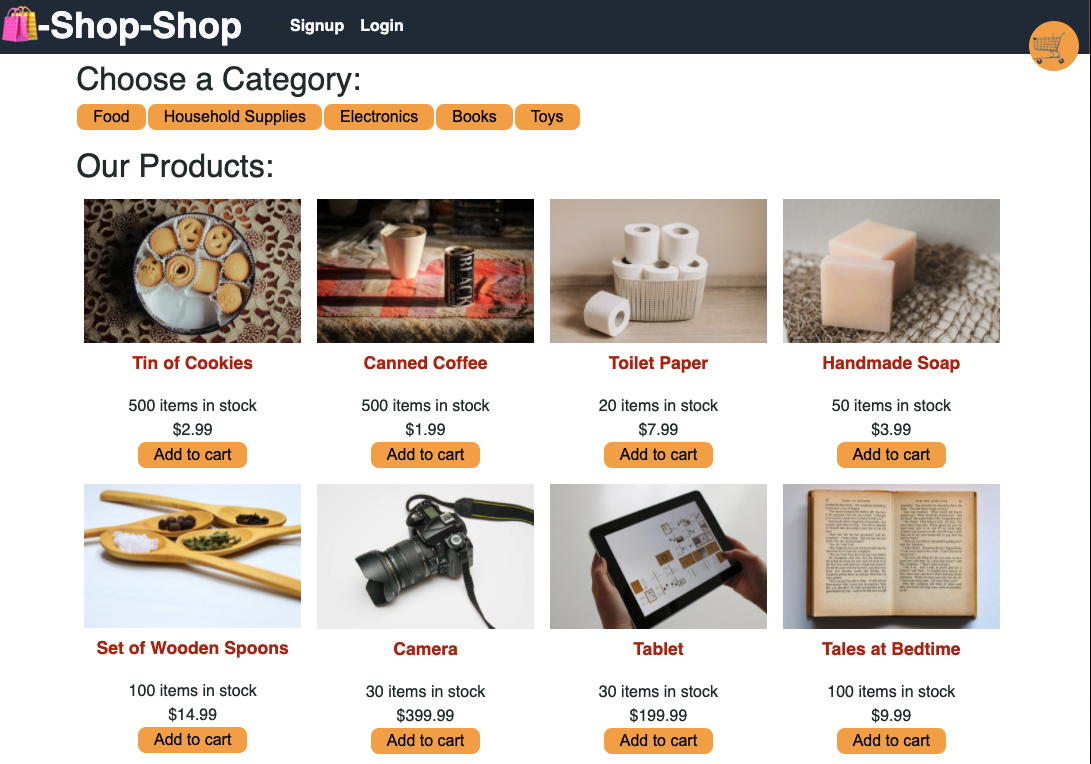 -Shop-Shop
Signup Login
Choose a Category:
Food Household Supplies Electronics Books Toys
Our Products:
BLACK
Tin of Cookies Canned Coffee Toilet Paper Handmade Soap
500 items in stock 500 items in stock 20 items in stock 50 items in stock
$2.99 $1.99 $7.99 $3.99
Add to cart Add to cart Add to cart Add to cart
Set of Wooden Spoons Camera Tablet Tales at Bedtime
100 items in stock 30 items in stock 30 items in stock 100 items in stock
$14.99 $399.99 $199.99 $9.99
Add to cart Add to cart Add to cart Add to cart